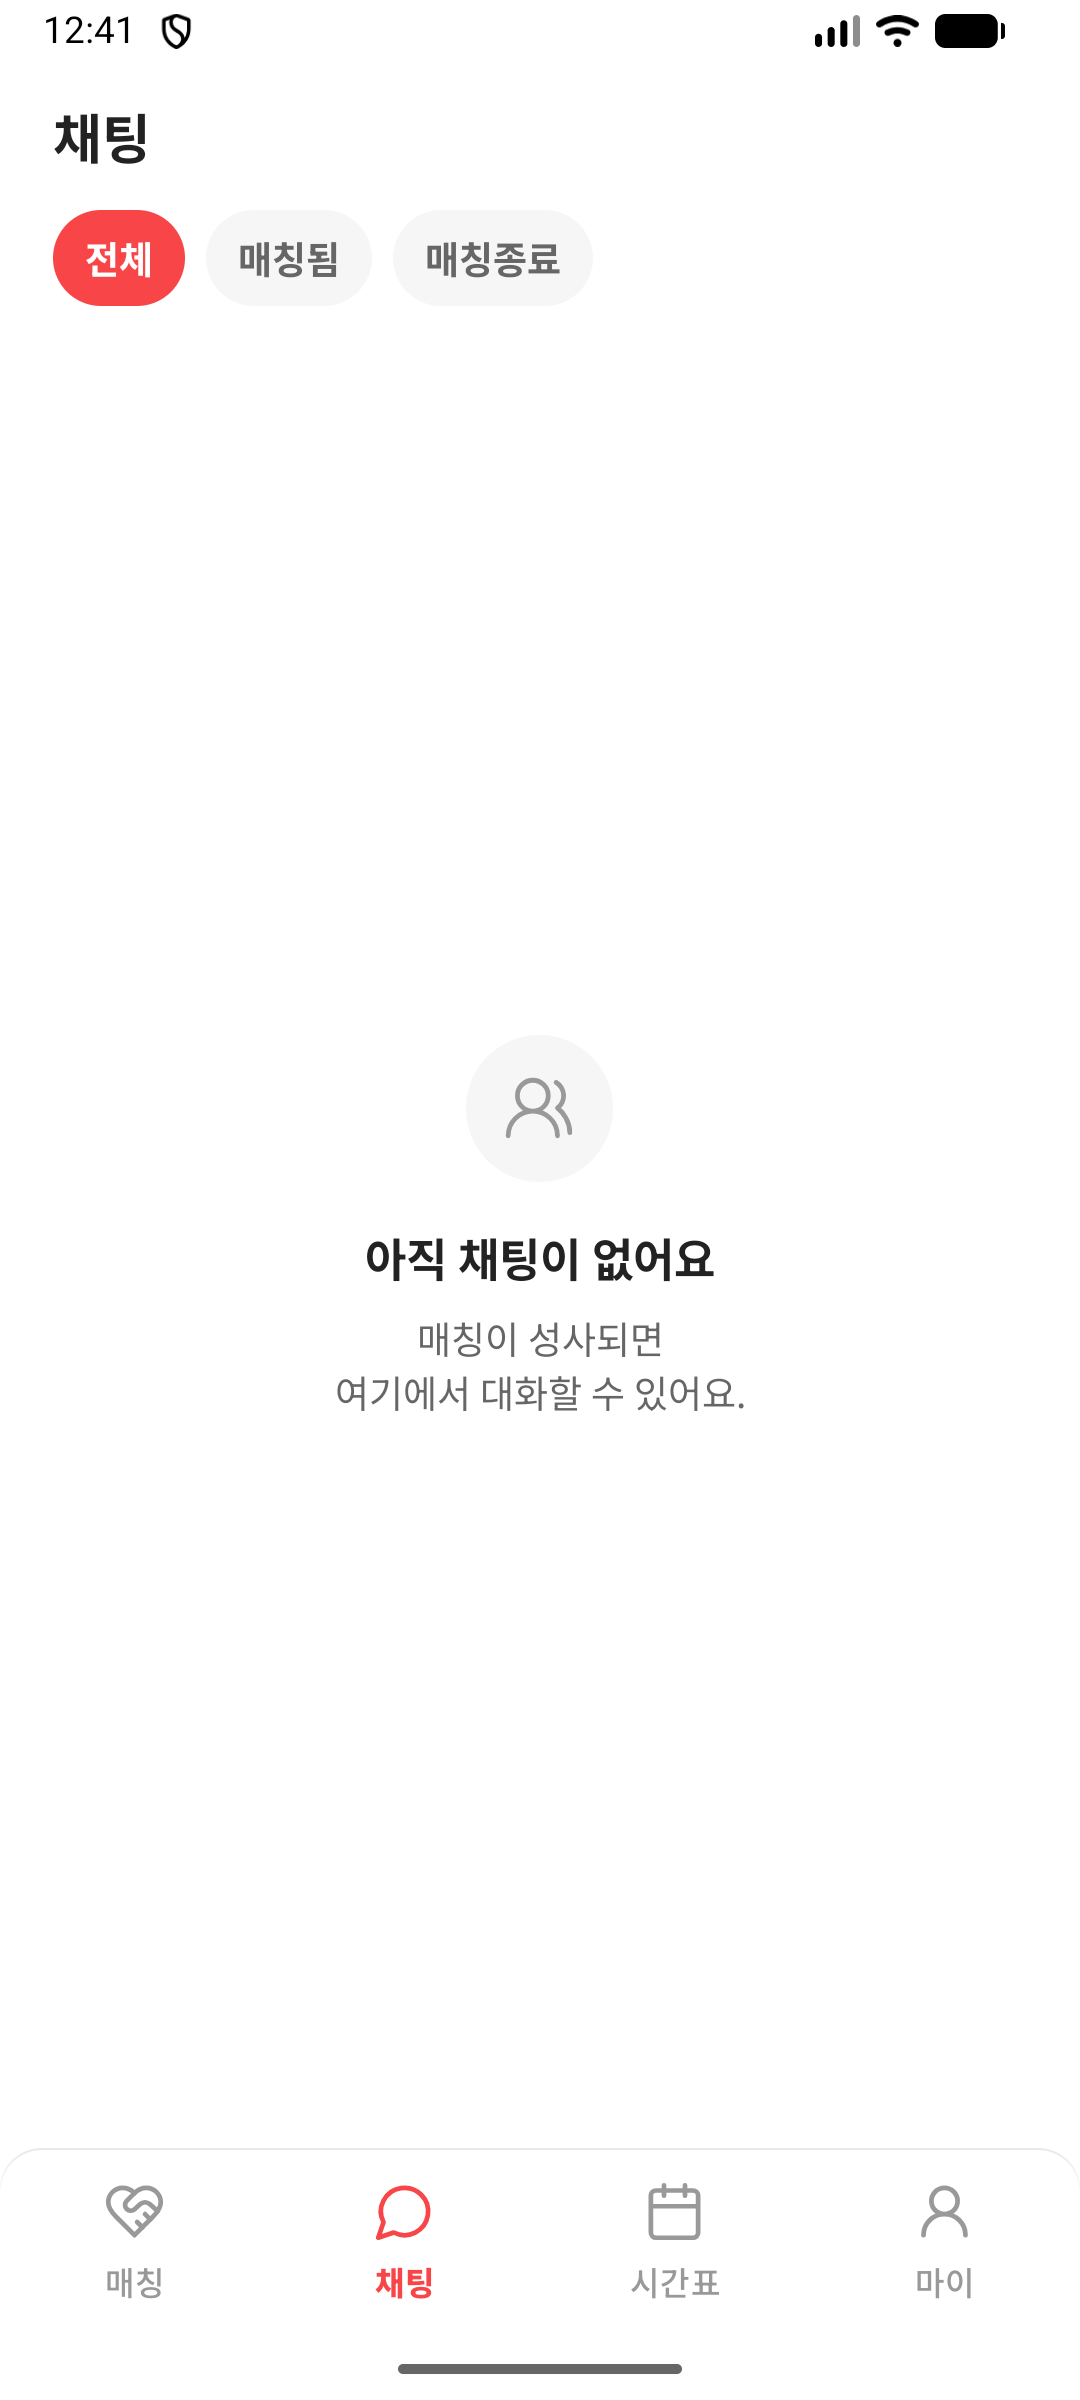 12:41
채팅
전체
매칭됨
매칭종료
아직 채팅이 없어요
매칭이 성사되면
여기에서 대화할 수 있어요.
매칭
채팅
시간표
마이